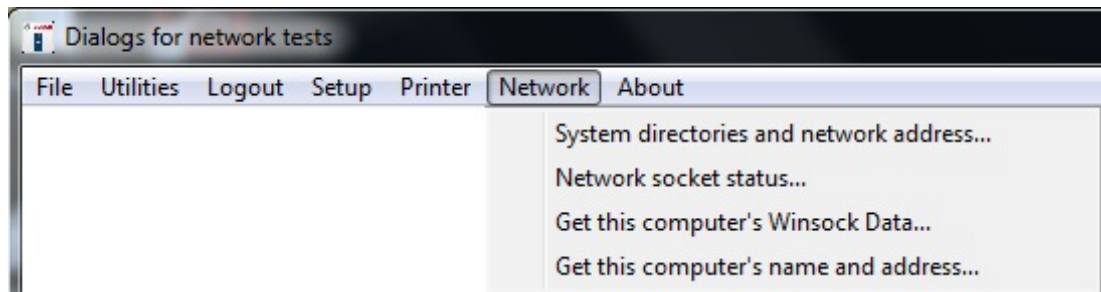 Dialogs for network tests
File Utilities Logout Setup Printer Network About
System directories and network address...
Network socket status...
Get this computer's Winsock Data...
Get this computer's name and address...